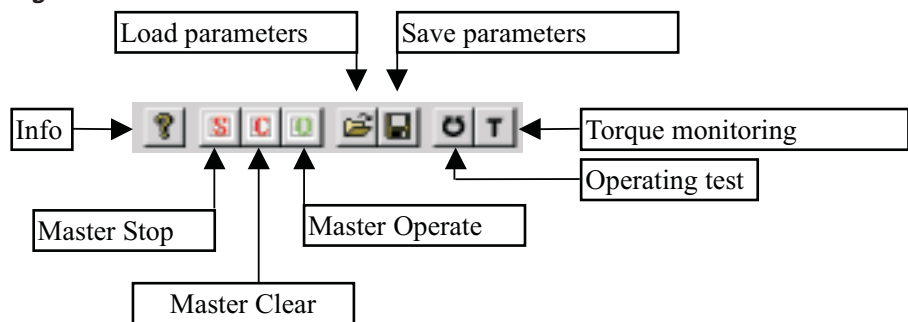 Load parameters
Save parameters
Info
? S C O T
Torque monitoring
Operating test
Master Stop
Master Operate
Master Clear